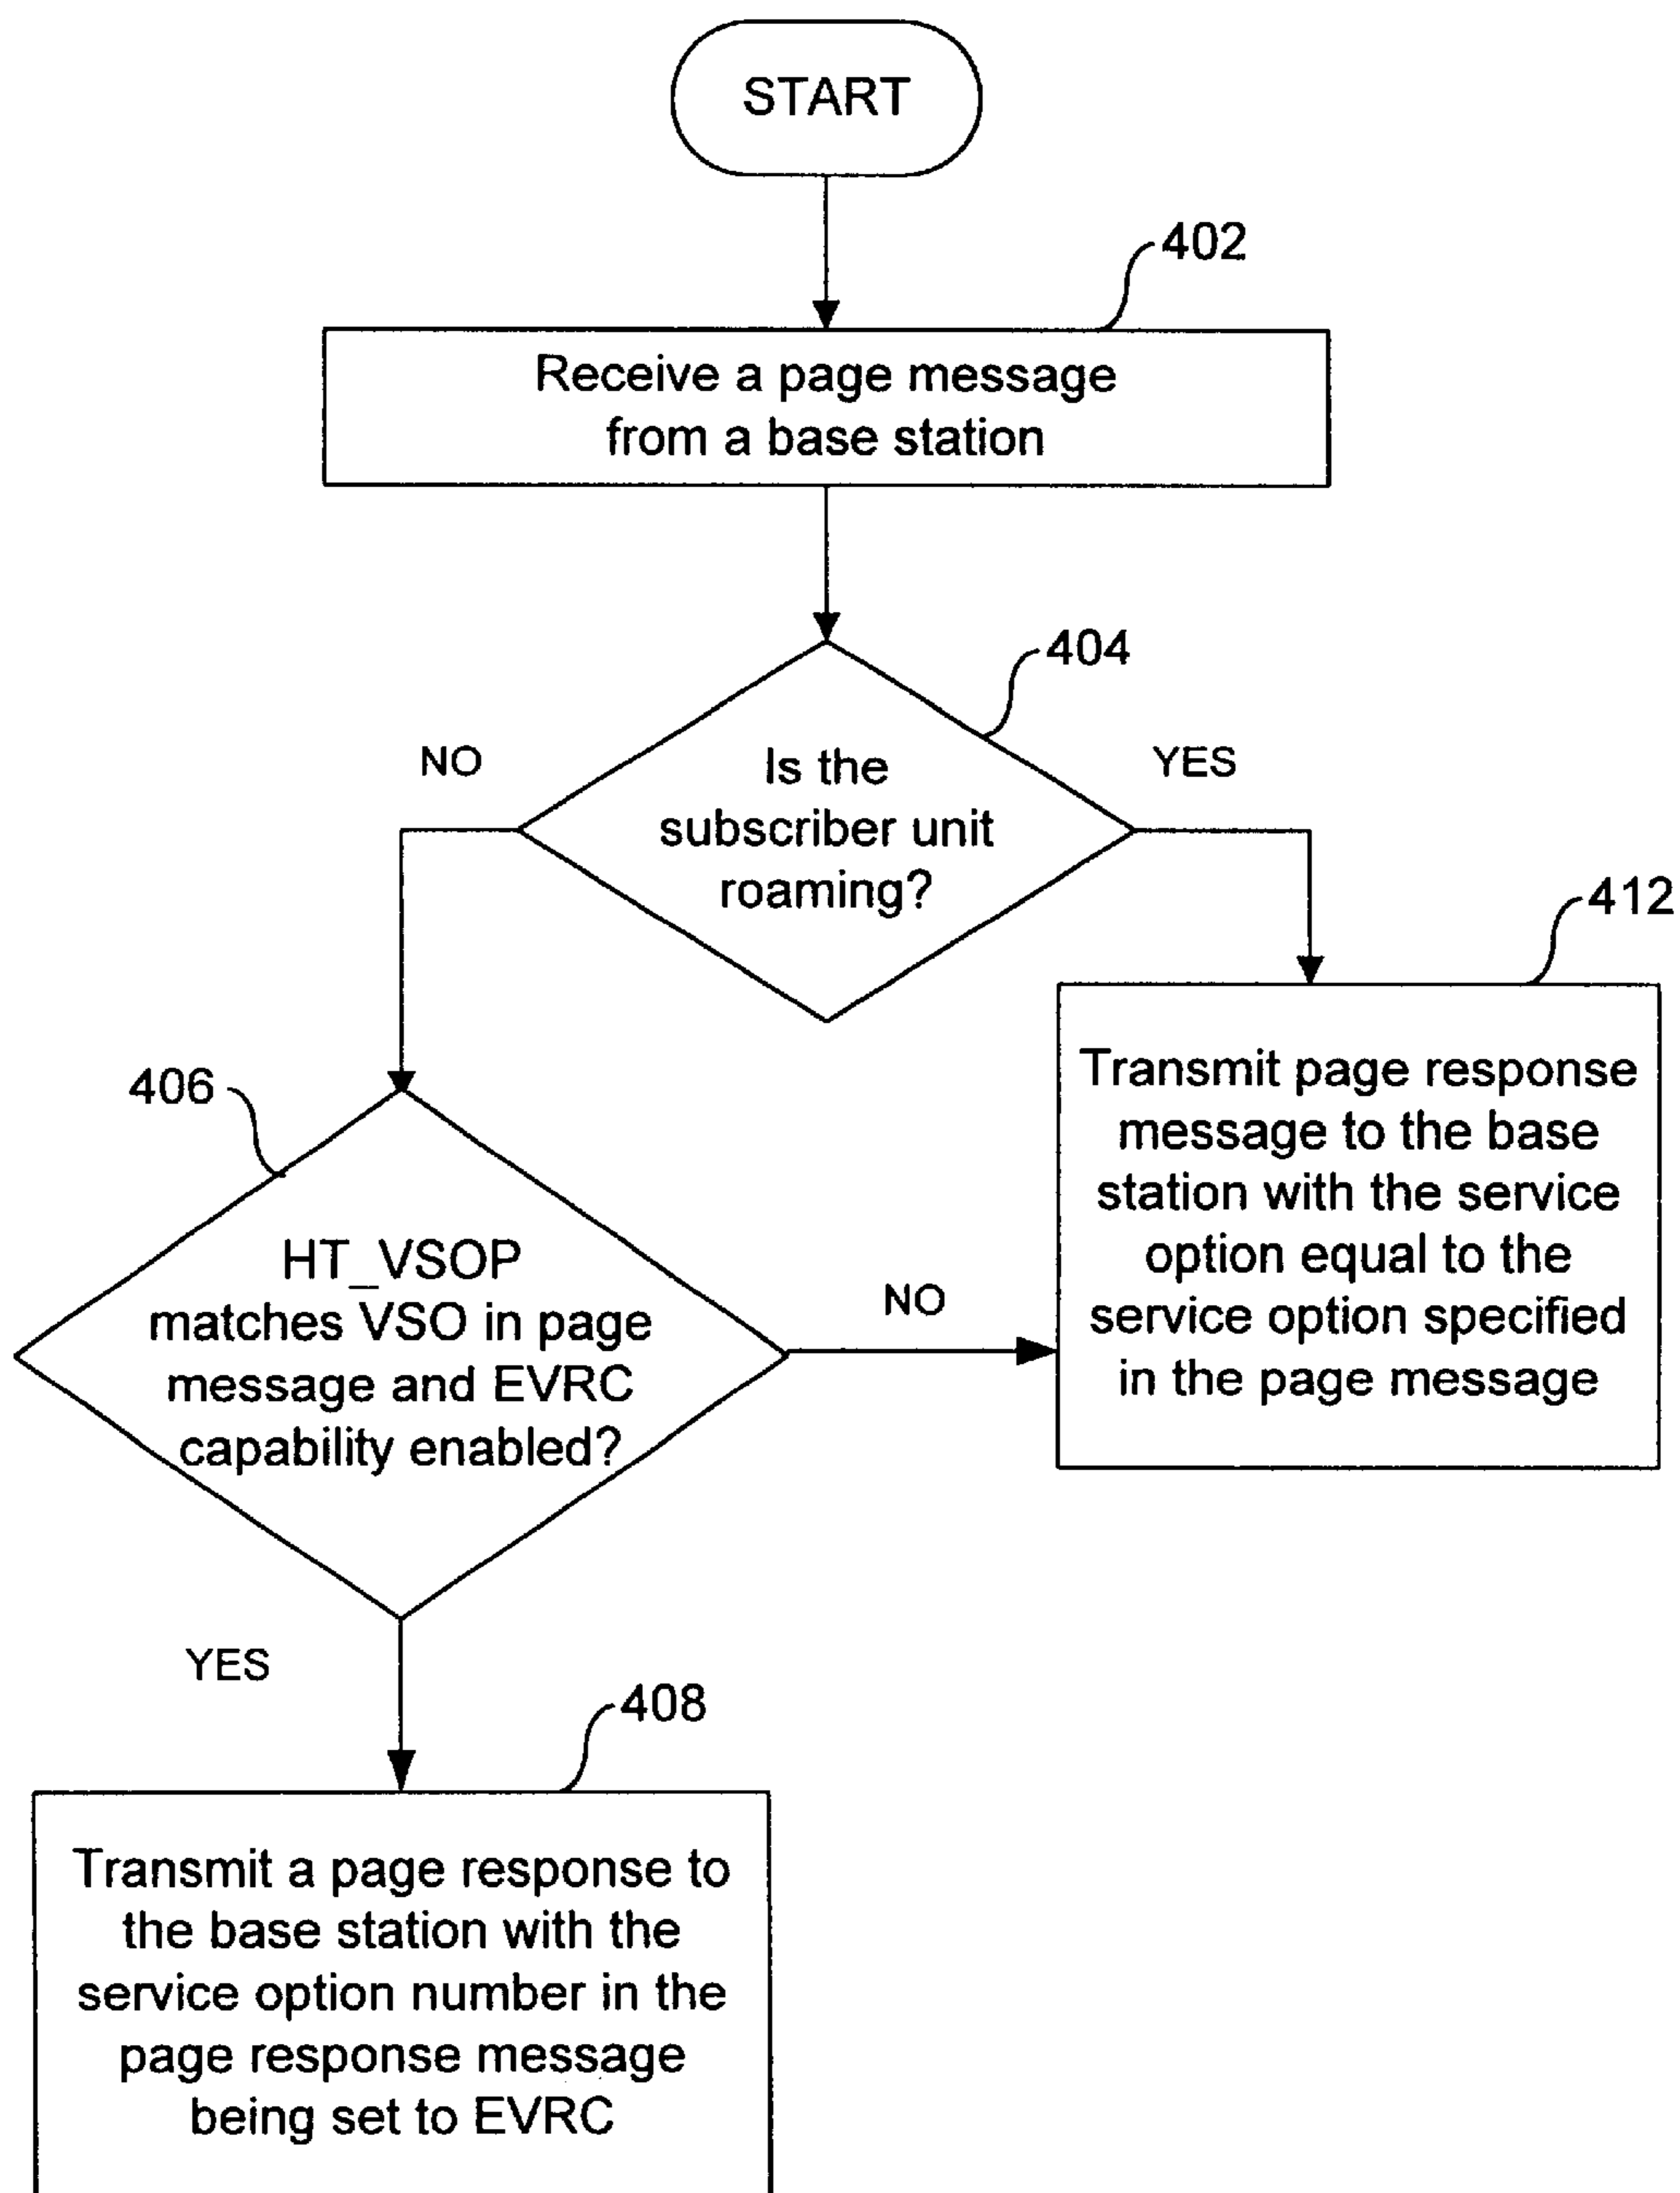 START
402
Receive a page message
from a base station
404
NO
YES
Is the
subscriber unit
roaming?
412
Transmit page response
message to the base
station with the service
option equal to the
service option specified
in the page message
406
HT_VSOP
matches VSO in page
message and EVRC
capability enabled?
NO
YES
408
Transmit a page response to
the base station with the
service option number in the
page response message
being set to EVRC